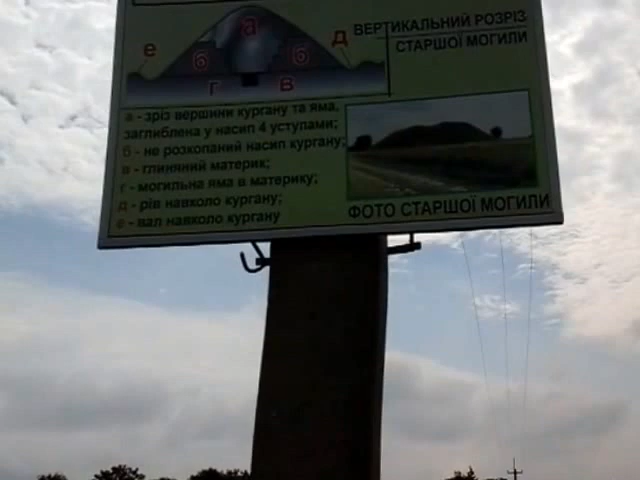 а
ВЕРТИКАЛЬНИЙ РОЗРІЗ
СТАРШОЇ МОГИЛИ
е
б
б
д
г
в
а - зріз вершини кургану та яма,
заглиблена у насип 4 уступами;
б - не розкопаний насип кургану;
в - глиняний материк;
г - могильна яма в материку;
д - рів навколо кургану;
е - вал навколо кургану
ФОТО СТАРШОЇ МОГИЛИ